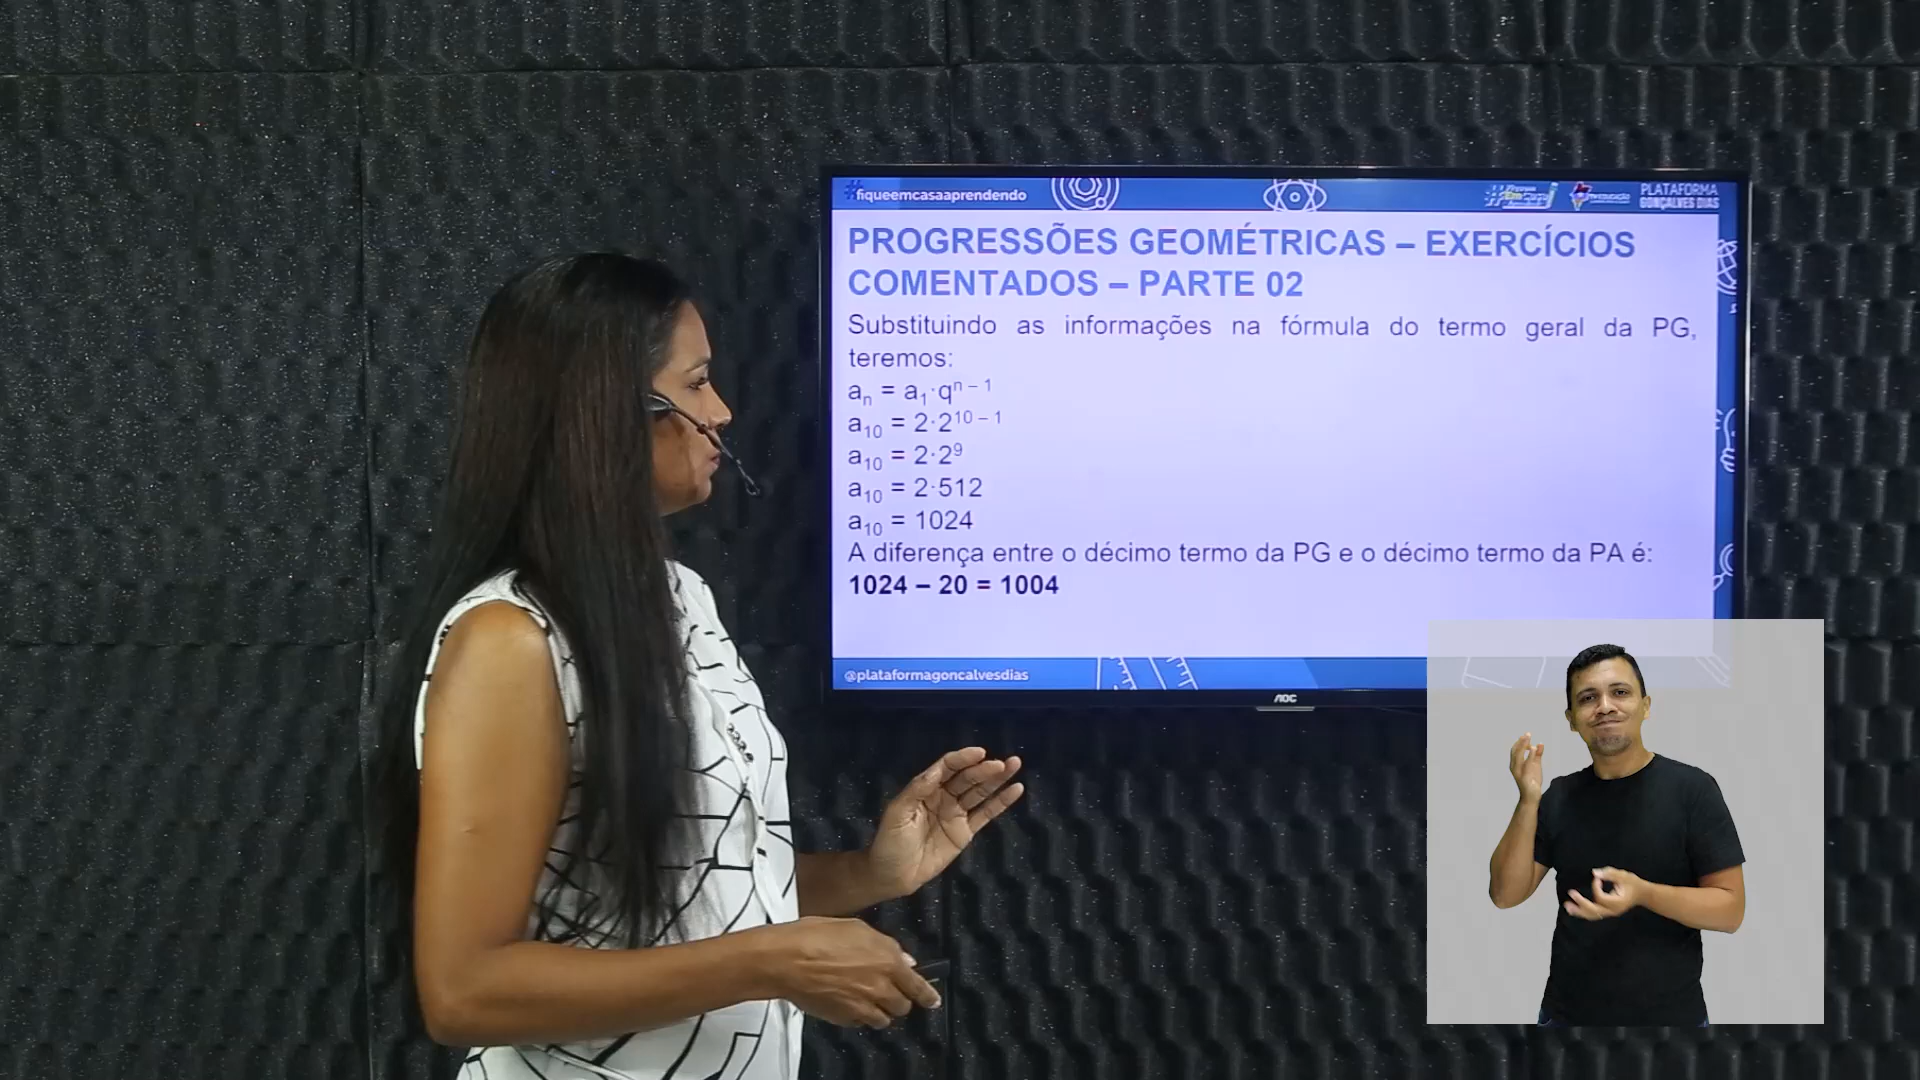 #fiqueemcasaaprendendo
PLATAFORMA
GONÇALVES DIAS
PROGRESSÕES GEOMÉTRICAS – EXERCÍCIOS
COMENTADOS – PARTE 02
Substituindo as informações na fórmula do termo geral da PG,
teremos:
aₙ = a₁·qⁿ⁻¹
a₁₀ = 2·2¹⁰⁻¹
a₁₀ = 2·2⁹
a₁₀ = 2·512
a₁₀ = 1024
A diferença entre o décimo termo da PG e o décimo termo da PA é:
1024 – 20 = 1004
@plataformagoncalvesdias
AOC